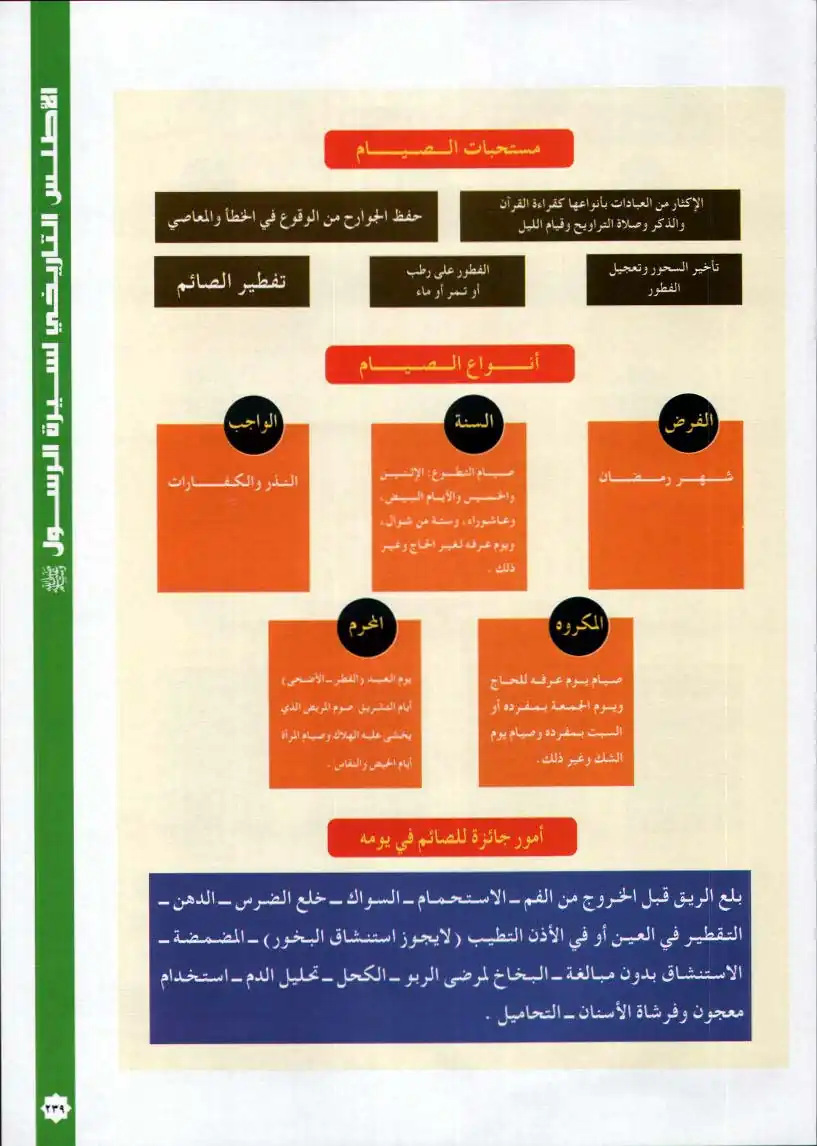 الأطلس التاريخي لسيرة الرسول ﷺ
مستحبات الصيام
الإكثار من العبادات بأنواعها كقراءة القرآن
والذكر وصلاة التراويح وقيام الليل
حفظ الجوارح من الوقوع في الخطأ والمعاصي
تأخير السحور وتعجيل
الفطور
الفطور على رطب
أو تمر أو ماء
تفطير الصائم
أنواع الصيام
الفرض
شهر رمضان
السنة
صيام التطوع: الإثنين
والخميس والأيام البيض،
وعاشوراء، وستة من شوال،
ويوم عرفه لغير الحاج وغير
ذلك .
الواجب
النذر والكفارات
المكروه
صيام يوم عرفه للحاج
ويوم الجمعة بمفرده أو
السبت بمفرده وصيام يوم
الشك وغير ذلك .
المحرم
يوم العيد (الفطر ـ الأضحى)
أيام التشريق صوم المريض الذي
يخشى عليه الهلاك وصيام المرأة
أيام الحيض والنفاس .
أمور جائزة للصائم في يومه
بلع الريق قبل الخروج من الفم ـ الاستحمام ـ السواك ـ خلع الضرس ـ الدهن ـ
التقطير في العين أو في الأذن التطيب (لايجوز استنشاق البخور) ـ المضمضة ـ
الاستنشاق بدون مبالغة ـ البخاخ لمرضى الربو ـ الكحل ـ تحليل الدم ـ استخدام
معجون وفرشاة الأسنان ـ التحاميل .
٢٣٩